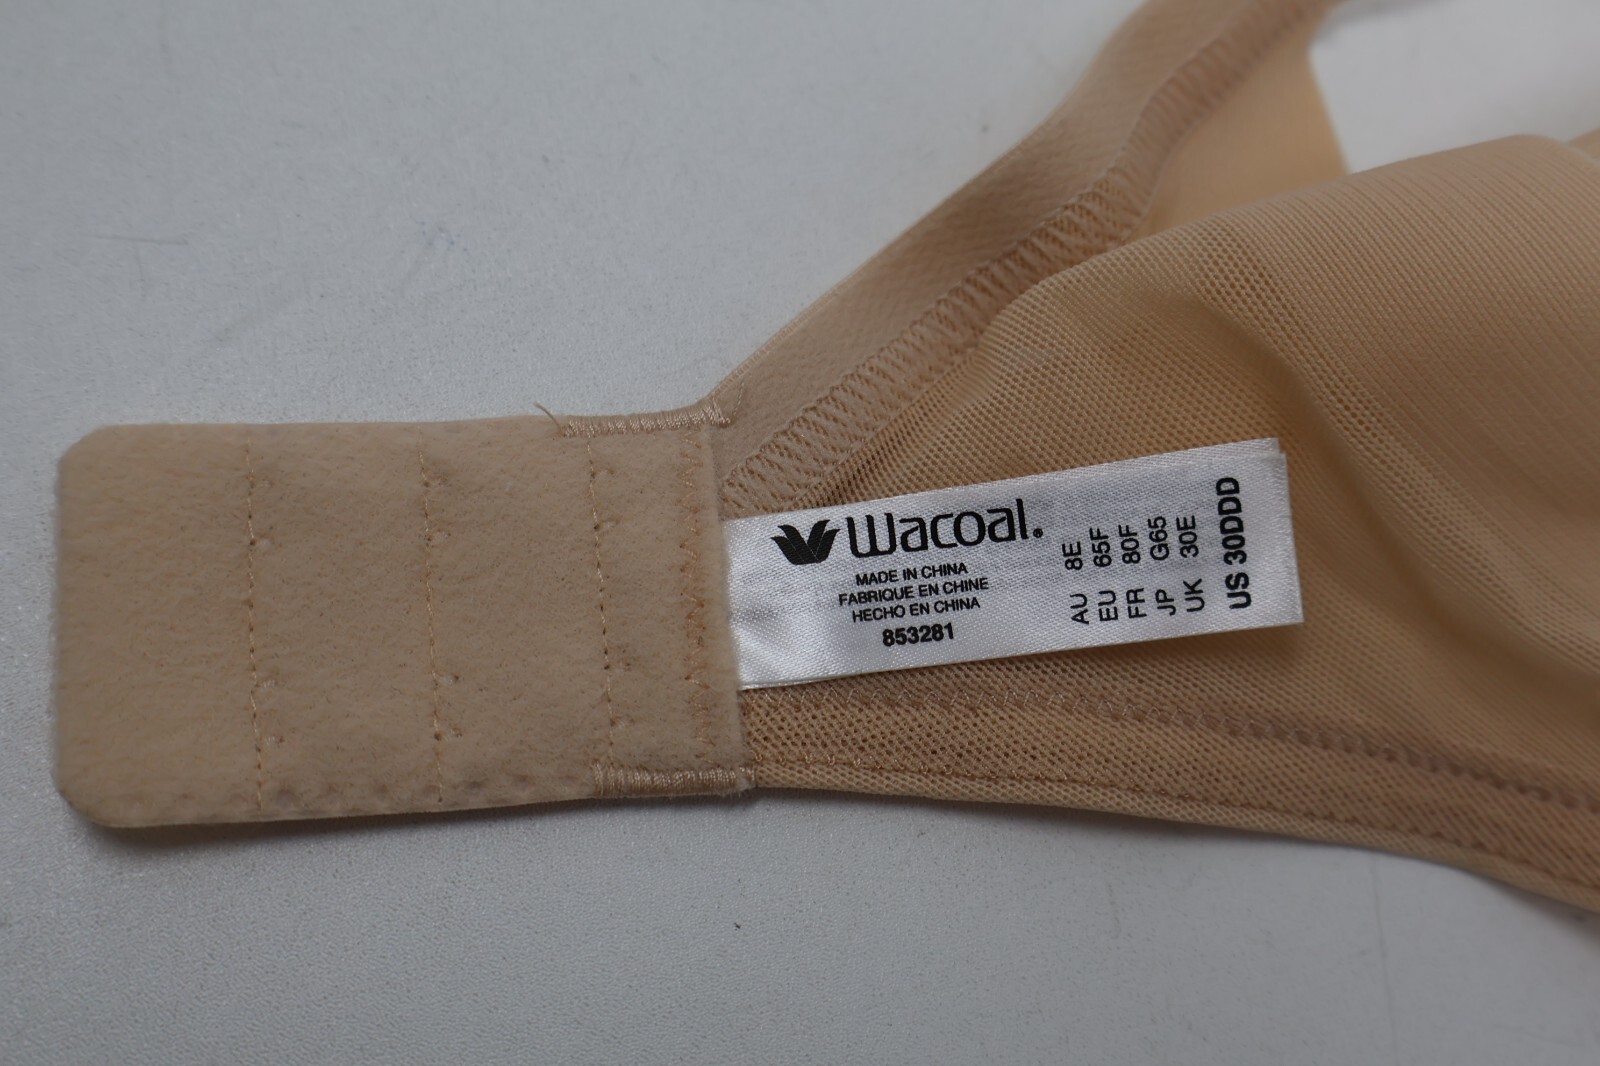 Wacoal.
MADE IN CHINA
FABRIQUE EN CHINE
HECHO EN CHINA
853281
AU 8E
EU 65F
FR 80F
JP G65
UK 30E
US 30DDD